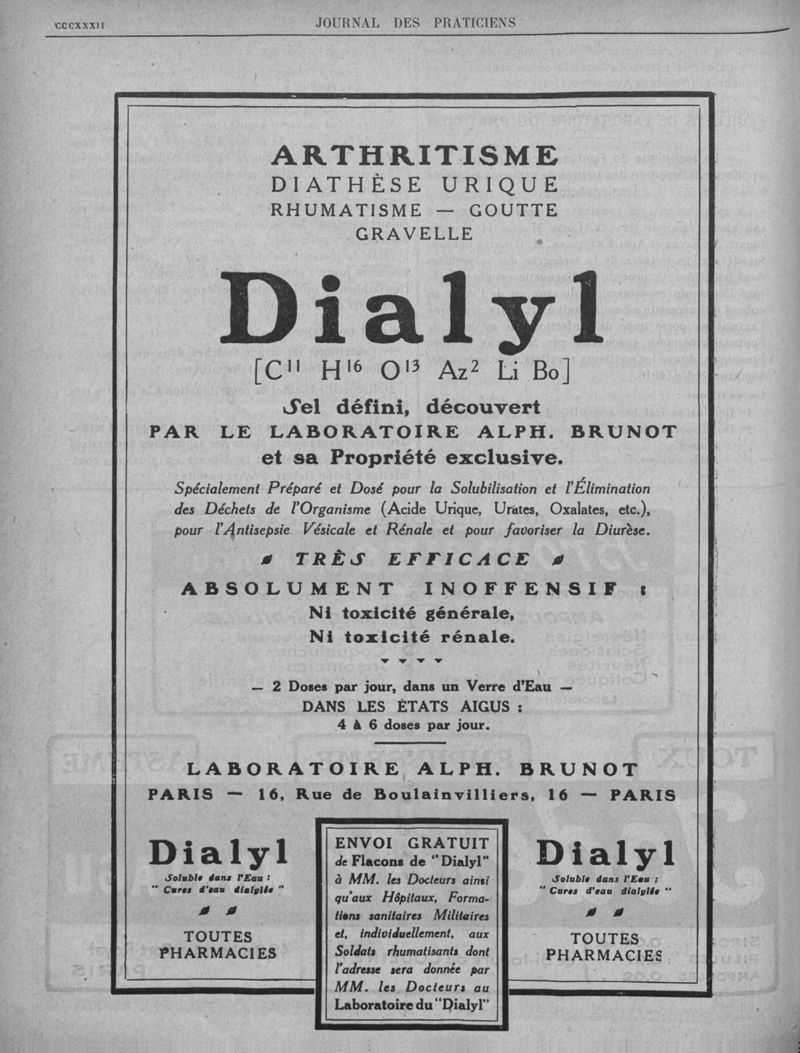 CCCXXXII
JOURNAL DES PRATICIENS
ARTHRITISME
DIATHÈSE URIQUE
RHUMATISME — GOUTTE
GRAVELLE
Dialyl
[C¹¹ H¹⁶ O¹³ Az² Li Bo]
Sel défini, découvert
PAR LE LABORATOIRE ALPH. BRUNOT
et sa Propriété exclusive.
Spécialement Préparé et Dosé pour la Solubilisation et l'Élimination
des Déchets de l'Organisme (Acide Urique, Urates, Oxalates, etc.),
pour l'Antisepsie Vésicale et Rénale et pour favoriser la Diurèse.
TRÈS EFFICACE
ABSOLUMENT INOFFENSIF :
Ni toxicité générale,
Ni toxicité rénale.
— 2 Doses par jour, dans un Verre d'Eau —
DANS LES ÉTATS AIGUS :
4 à 6 doses par jour.
LABORATOIRE ALPH. BRUNOT
PARIS — 16, Rue de Boulainvilliers, 16 — PARIS
Dialyl
Soluble dans l'Eau :
" Cures d'eau dialylée "
TOUTES
PHARMACIES
ENVOI GRATUIT
de Flacons de "Dialyl"
à MM. les Docteurs ainsi
qu'aux Hôpitaux, Forma-
tions sanitaires Militaires
et, individuellement, aux
Soldats rhumatisants dont
l'adresse sera donnée par
MM. les Docteurs au
Laboratoire du "Dialyl"
Dialyl
Soluble dans l'Eau :
" Cures d'eau dialylée "
TOUTES
PHARMACIES